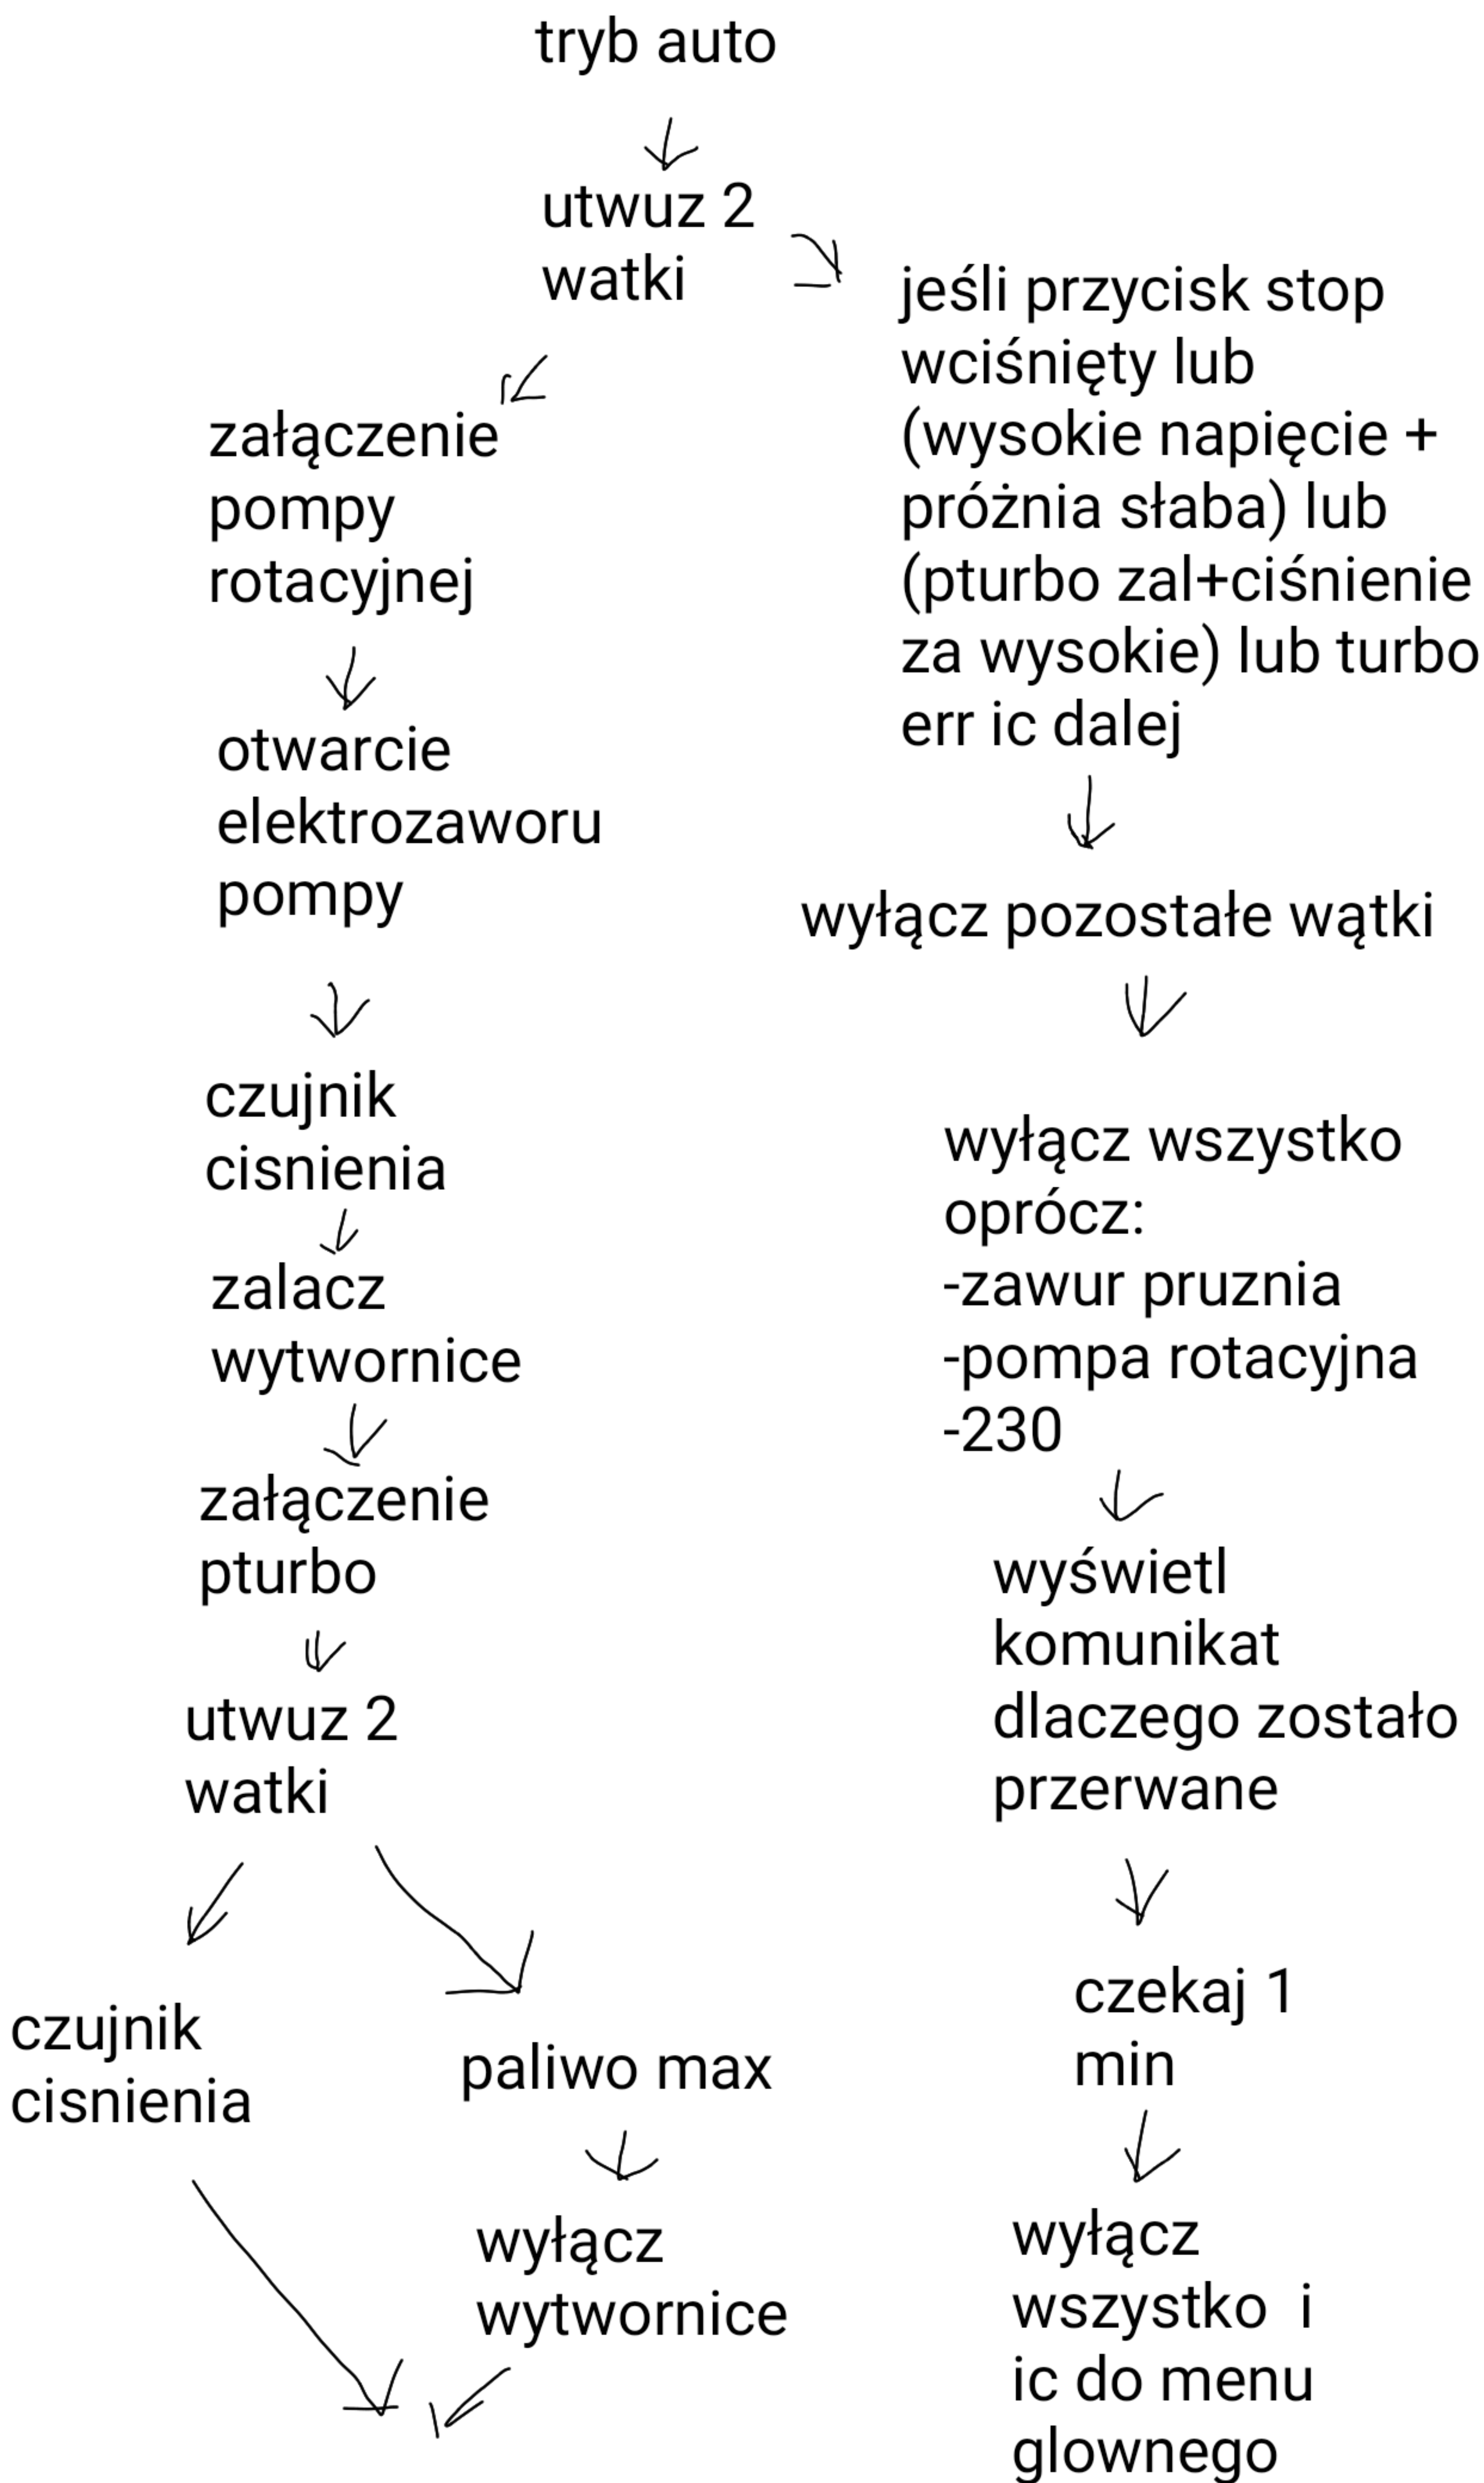 tryb auto
utwuz 2
watki
załączenie
pompy
rotacyjnej
otwarcie
elektrozaworu
pompy
czujnik
cisnienia
zalacz
wytwornice
załączenie
pturbo
utwuz 2
watki
czujnik
cisnienia
paliwo max
wyłącz
wytwornice
jeśli przycisk stop
wciśnięty lub
(wysokie napięcie +
próżnia słaba) lub
(pturbo zal+ciśnienie
za wysokie) lub turbo
err ic dalej
wyłącz pozostałe wątki
wyłącz wszystko
oprócz:
-zawur pruznia
-pompa rotacyjna
-230
wyświetl
komunikat
dlaczego zostało
przerwane
czekaj 1
min
wyłącz
wszystko i
ic do menu
glownego